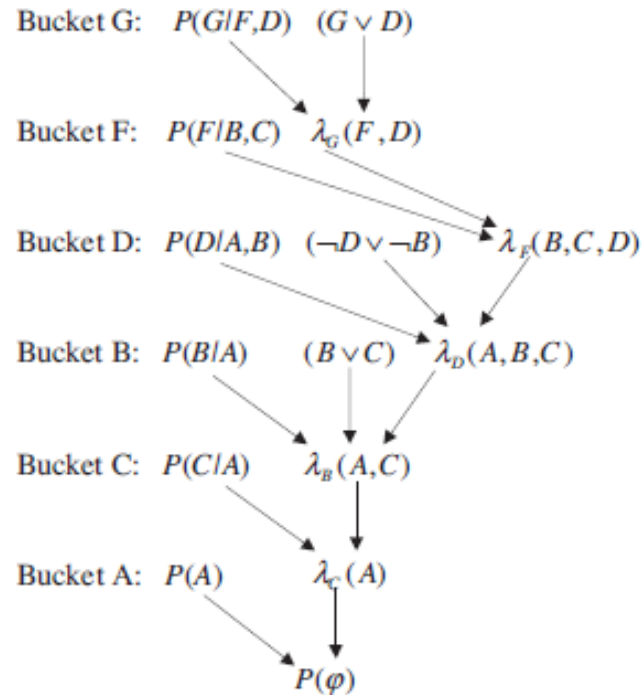 Bucket G: P(G/F,D) (G ∨ D)
Bucket F: P(F/B,C) λ_G(F,D)
Bucket D: P(D/A,B) (¬D ∨ ¬B) λ_F(B,C,D)
Bucket B: P(B/A) (B ∨ C) λ_D(A,B,C)
Bucket C: P(C/A) λ_B(A,C)
Bucket A: P(A) λ_C(A)
P(φ)